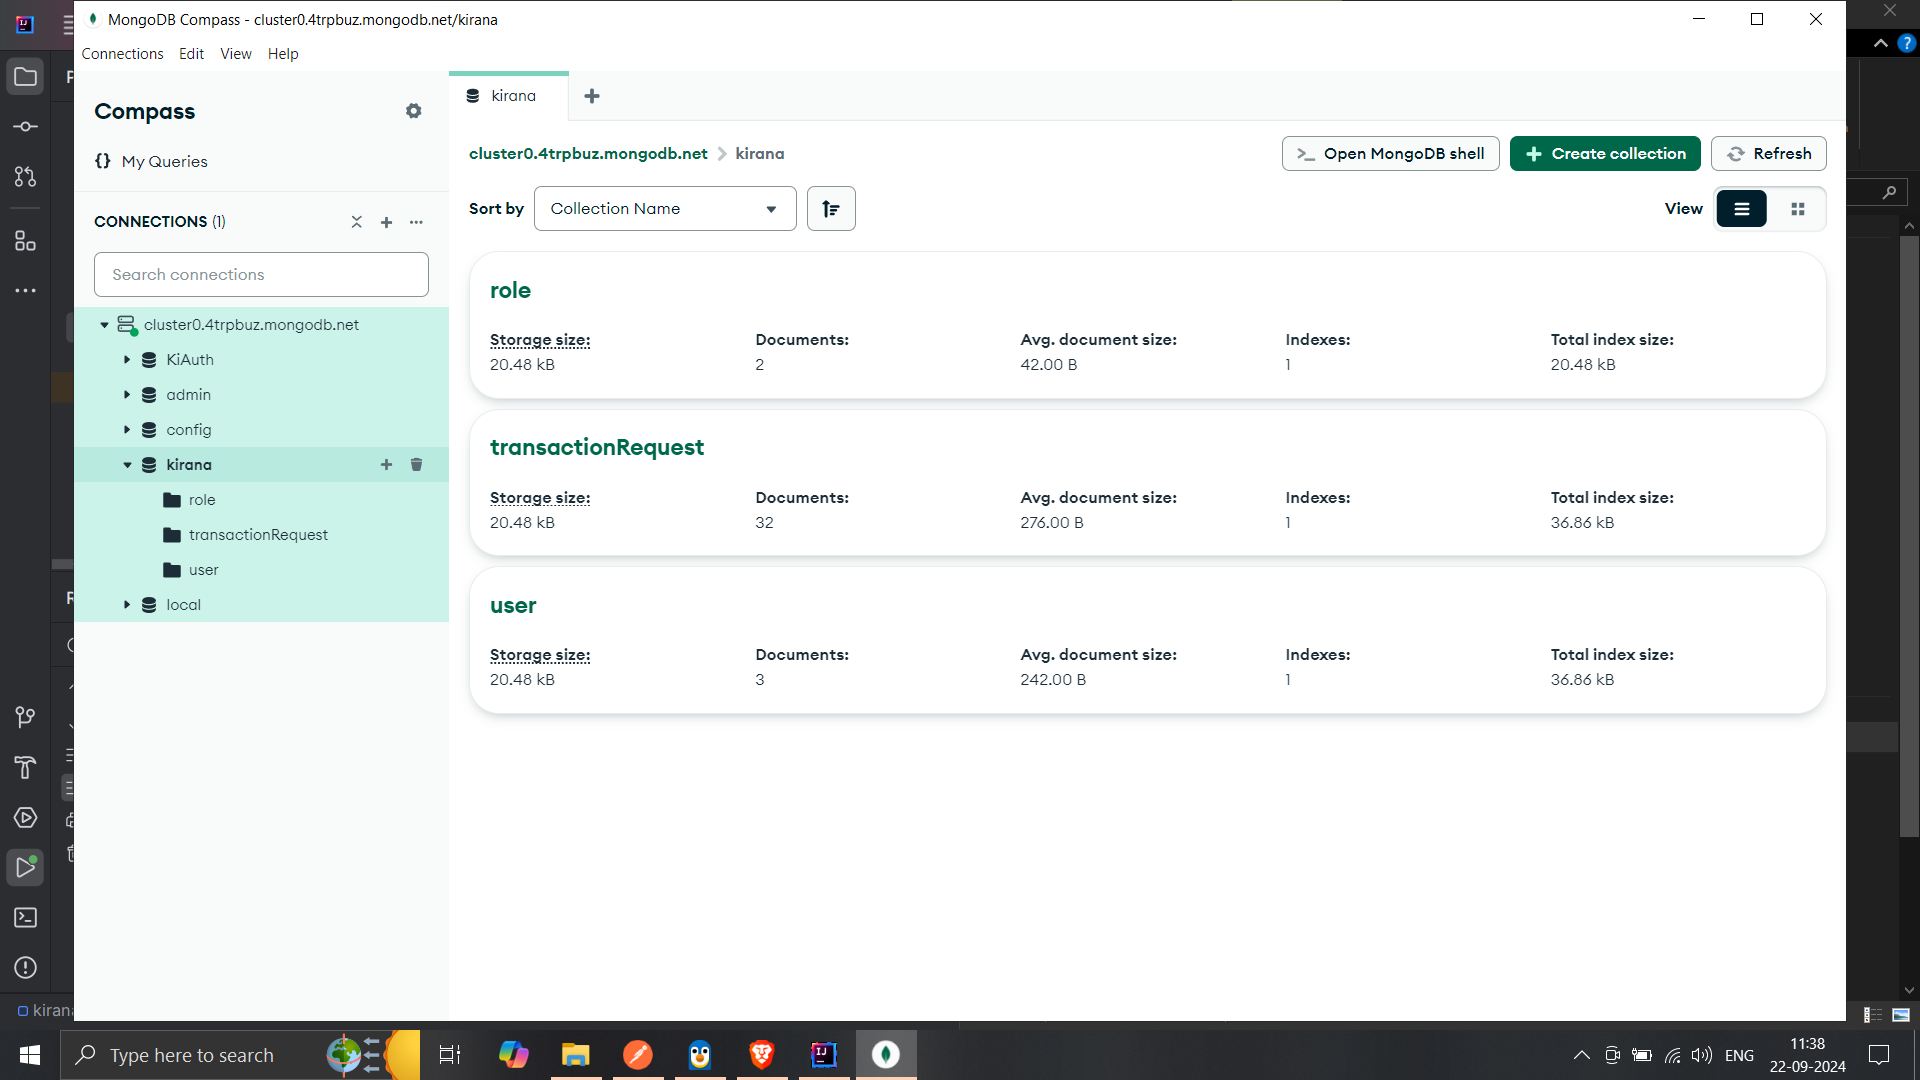 MongoDB Compass - cluster0.4trpbuz.mongodb.net/kirana
Connections Edit View Help
Compass
{} My Queries
CONNECTIONS (1)
Search connections
cluster0.4trpbuz.mongodb.net
KiAuth
admin
config
kirana
role
transactionRequest
user
local
kirana
cluster0.4trpbuz.mongodb.net > kirana
>_ Open MongoDB shell
Create collection
Refresh
Sort by Collection Name
View
role
Storage size: Documents: Avg. document size: Indexes: Total index size:
20.48 kB 2 42.00 B 1 20.48 kB
transactionRequest
Storage size: Documents: Avg. document size: Indexes: Total index size:
20.48 kB 32 276.00 B 1 36.86 kB
user
Storage size: Documents: Avg. document size: Indexes: Total index size:
20.48 kB 3 242.00 B 1 36.86 kB
Type here to search
ENG
11:38
22-09-2024